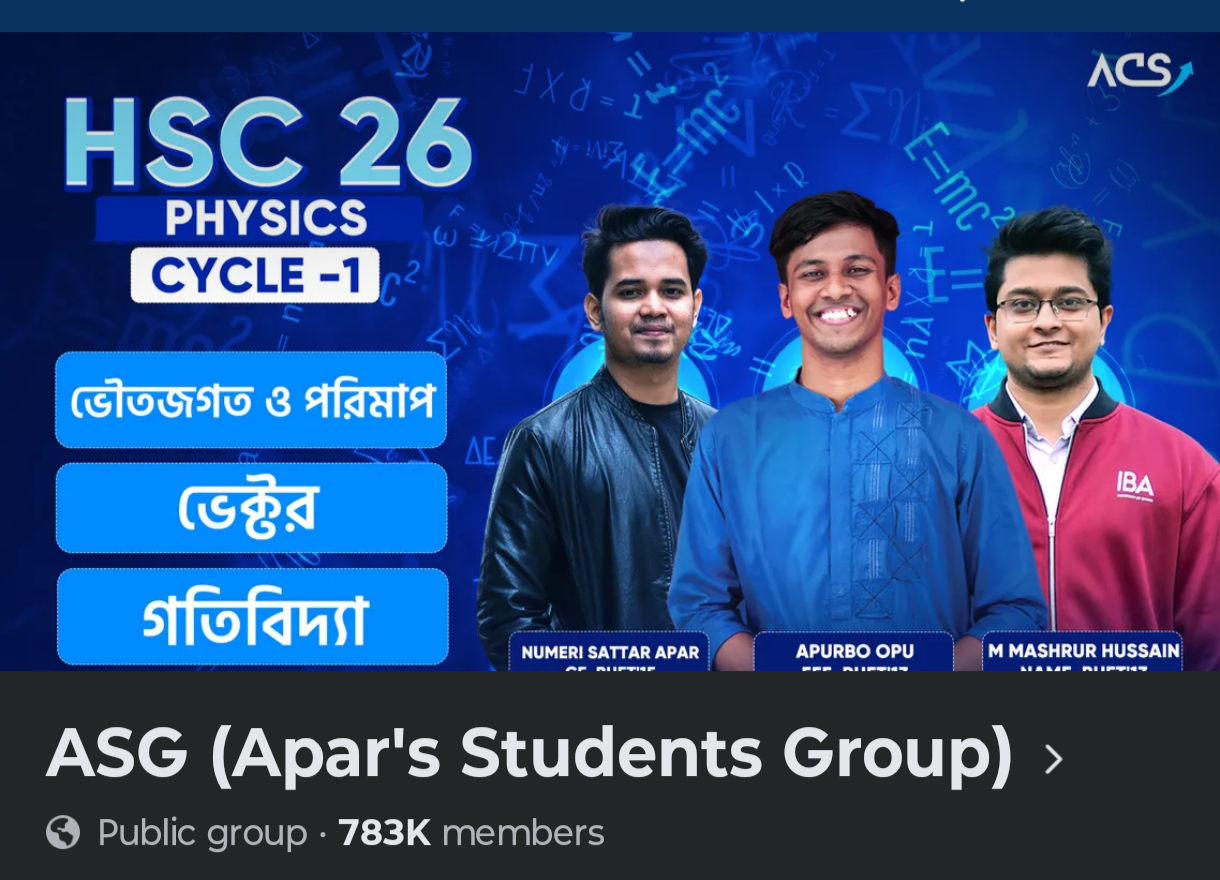 ACS
HSC 26
PHYSICS
CYCLE -1
ভৌতজগত ও পরিমাপ
ভেক্টর
গতিবিদ্যা
IBA
NUMERI SATTAR APAR
APURBO OPU
M MASHRUR HUSSAIN
ASG (Apar's Students Group)
Public group · 783K members